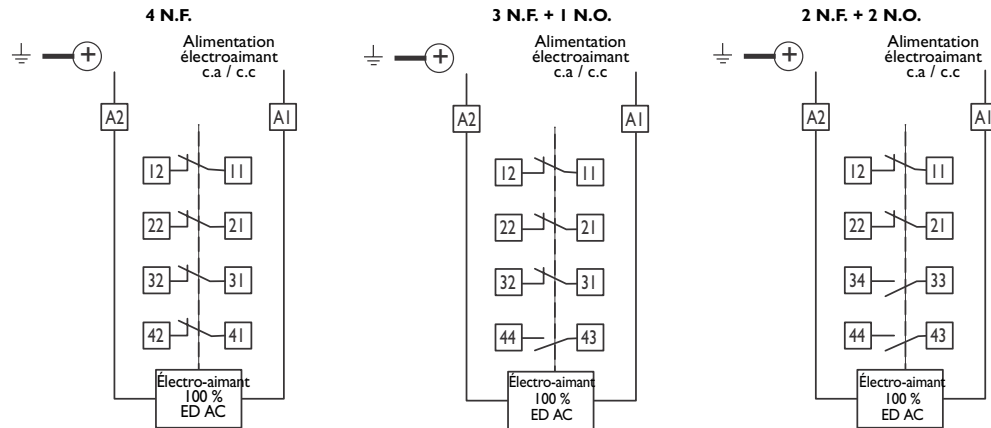 4 N.F.
Alimentation
électroaimant
c.a / c.c
A2
A1
12
11
22
21
32
31
42
41
Électro-aimant
100 %
ED AC
3 N.F. + 1 N.O.
Alimentation
électroaimant
c.a / c.c
A2
A1
12
11
22
21
32
31
44
43
Électro-aimant
100 %
ED AC
2 N.F. + 2 N.O.
Alimentation
électroaimant
c.a / c.c
A2
A1
12
11
22
21
34
33
44
43
Électro-aimant
100 %
ED AC